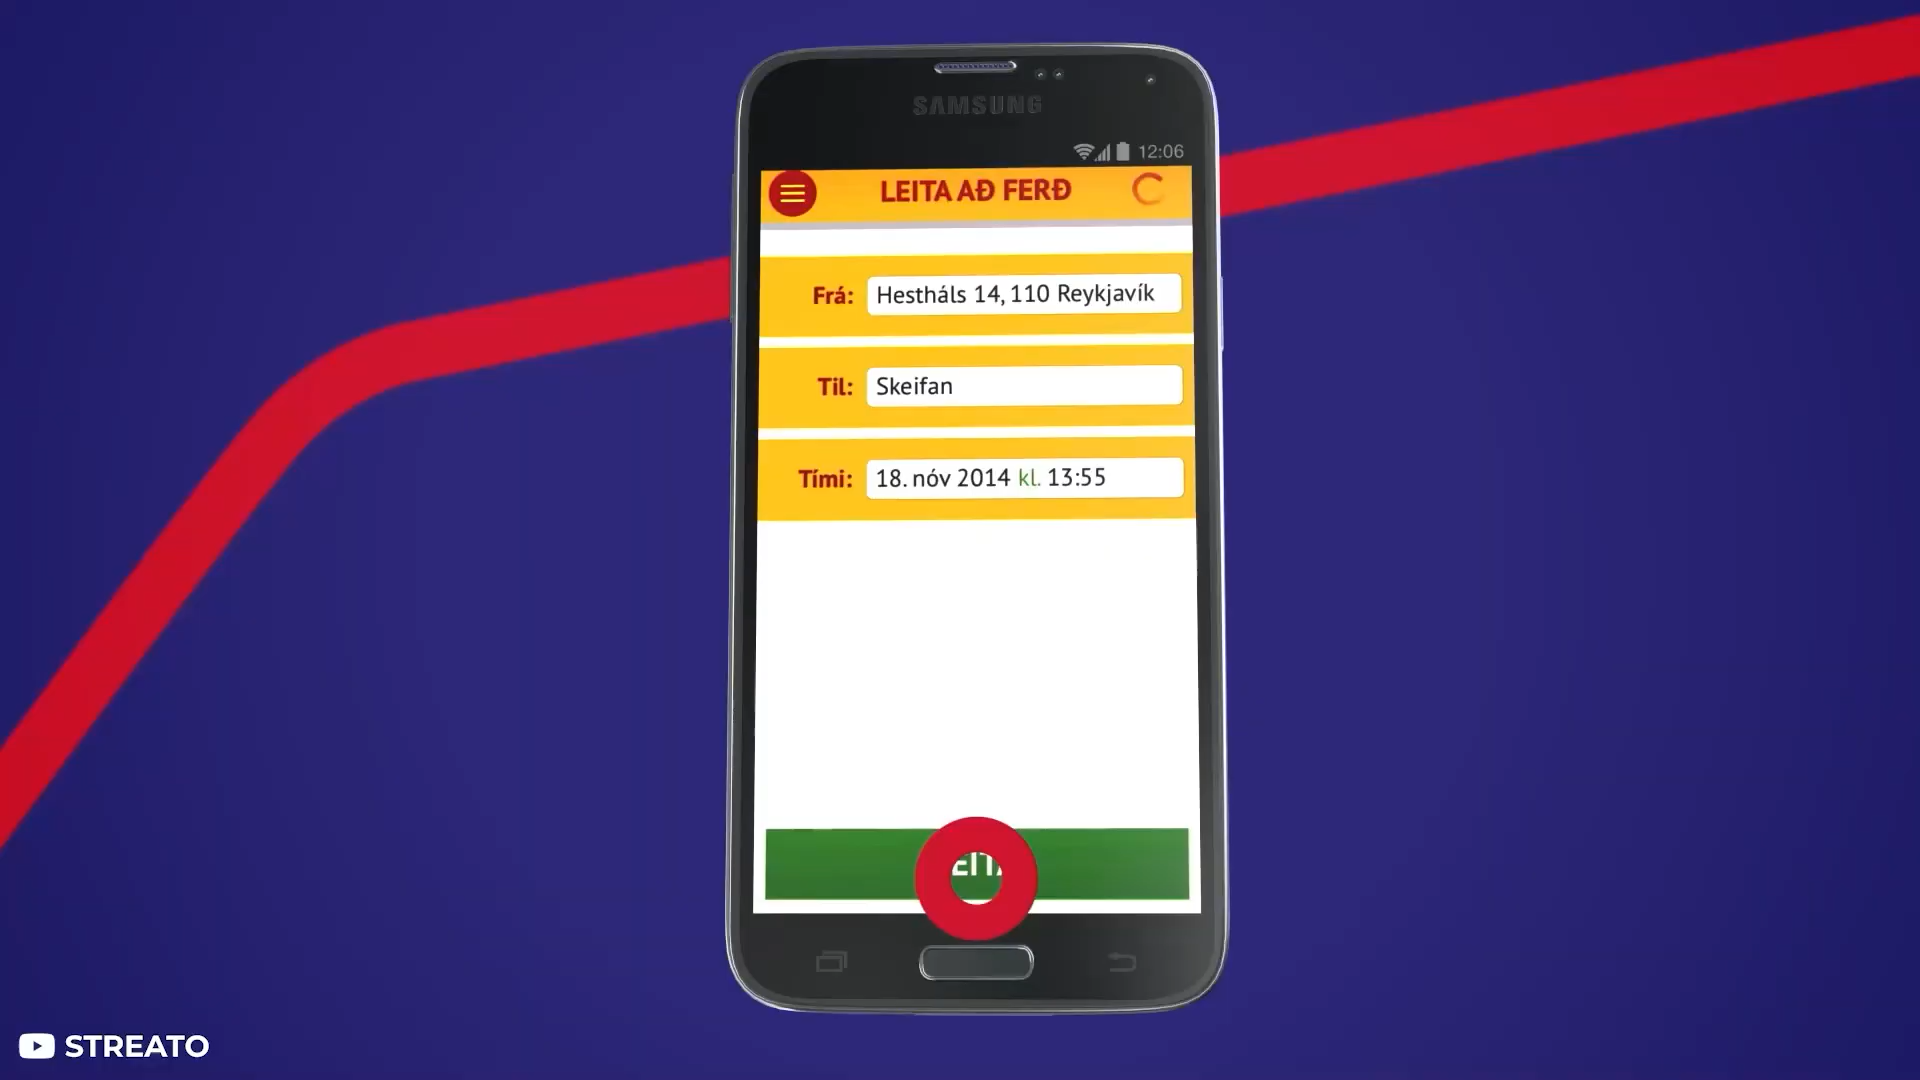 SAMSUNG
12:06
LEITA AÐ FERÐ
Frá: Hestháls 14, 110 Reykjavík
Til: Skeifan
Tími: 18. nóv 2014 kl. 13:55
STREATO